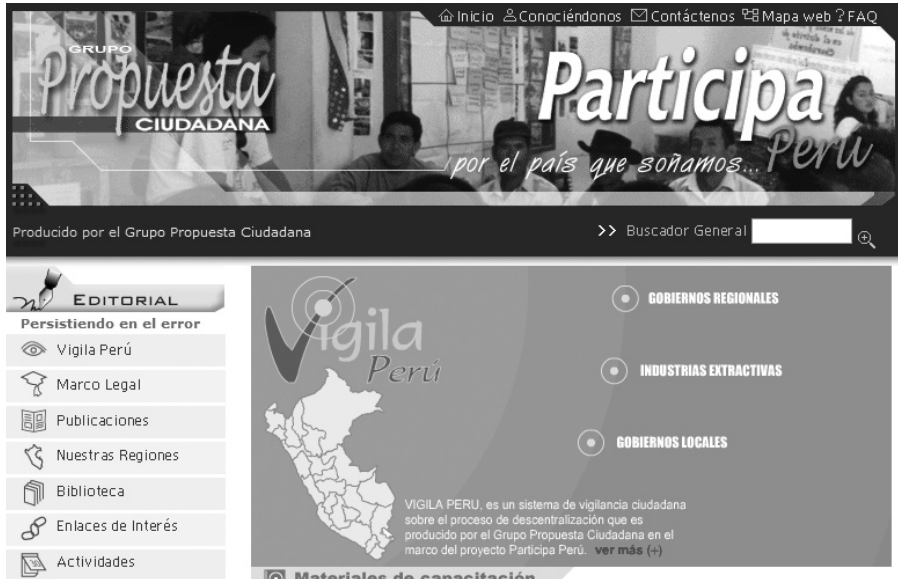 Inicio Conociéndonos Contáctenos Mapa web ? FAQ
GRUPO
Propuesta
CIUDADANA
Participa
Perú
por el país que soñamos...
Producido por el Grupo Propuesta Ciudadana
>> Buscador General
EDITORIAL
Persistiendo en el error
Vigila Perú
Marco Legal
Publicaciones
Nuestras Regiones
Biblioteca
Enlaces de Interés
Actividades
Vigila
Perú
GOBIERNOS REGIONALES
INDUSTRIAS EXTRACTIVAS
GOBIERNOS LOCALES
VIGILA PERU, es un sistema de vigilancia ciudadana
sobre el proceso de descentralización que es
producido por el Grupo Propuesta Ciudadana en el
marco del proyecto Participa Perú. ver más (+)
Materiales de capacitación